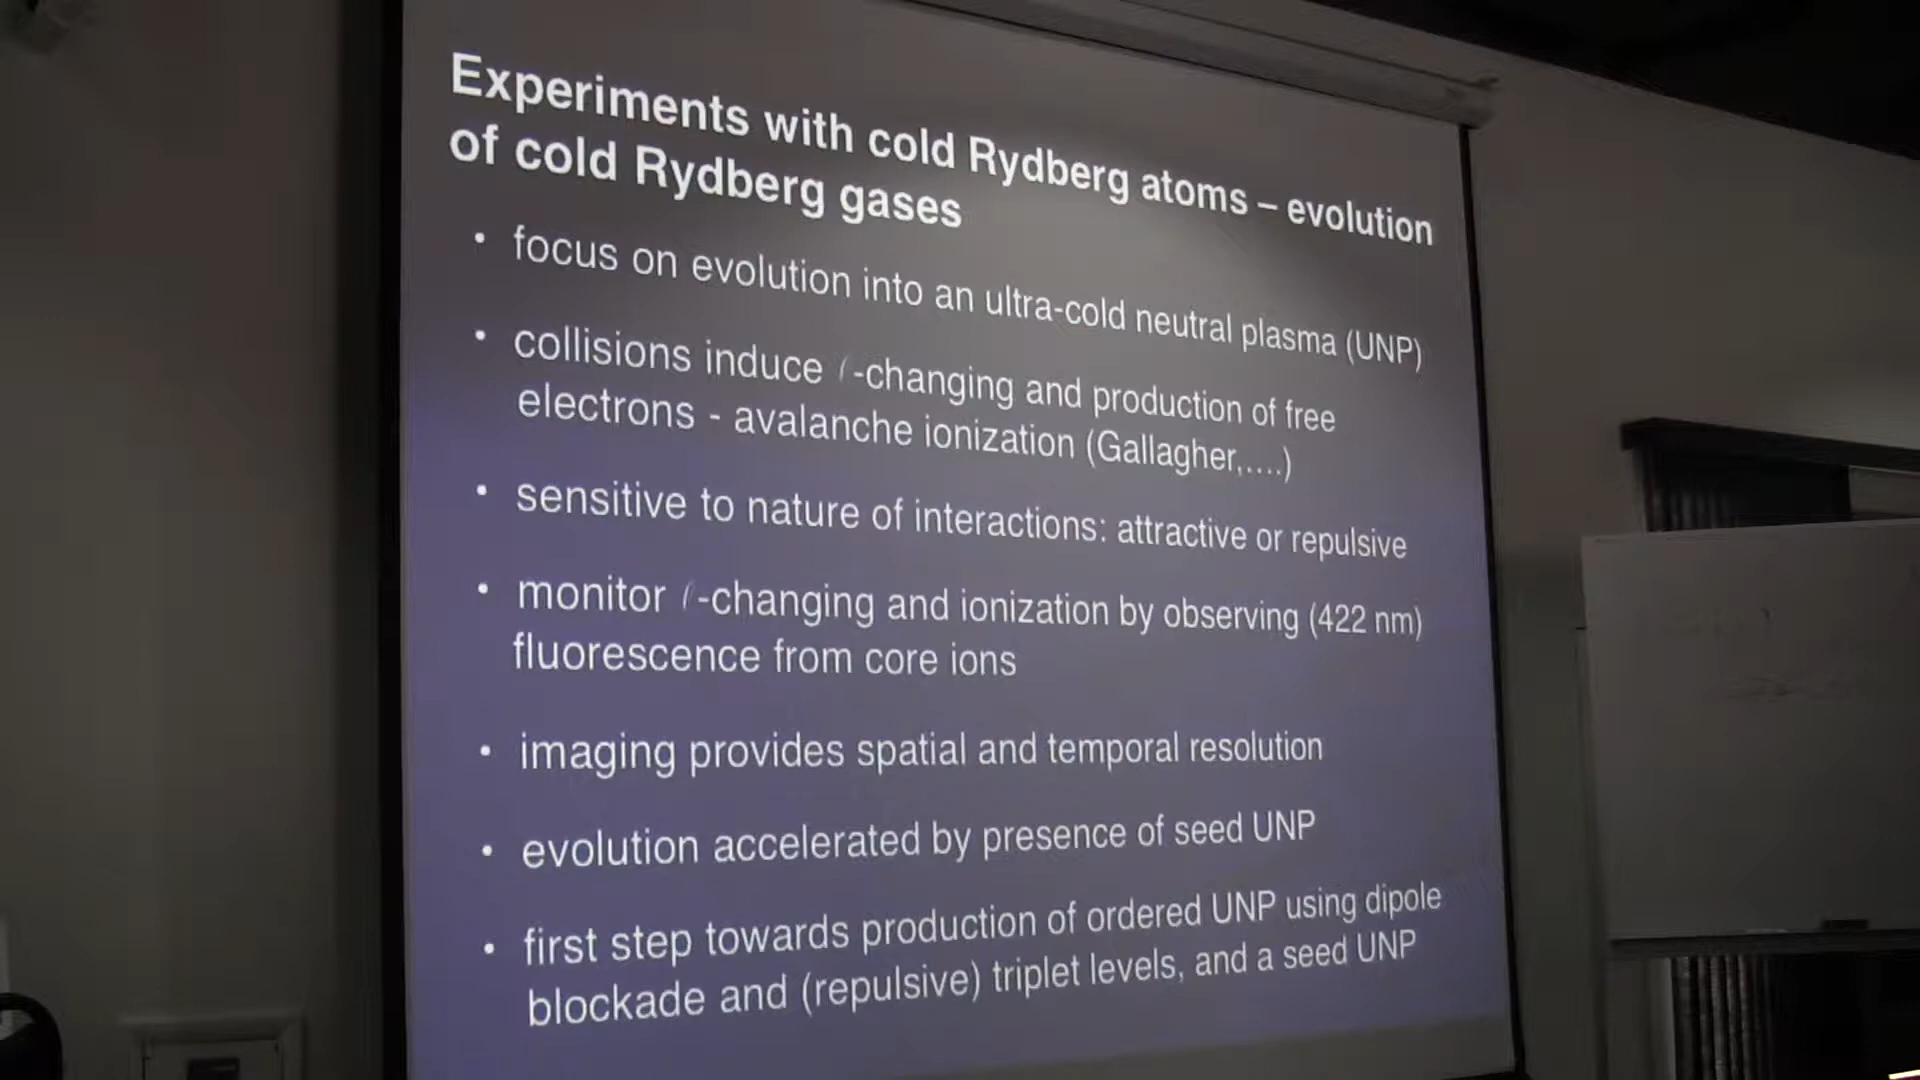 Experiments with cold Rydberg atoms – evolution
of cold Rydberg gases
• focus on evolution into an ultra-cold neutral plasma (UNP)
• collisions induce ℓ-changing and production of free
electrons - avalanche ionization (Gallagher,....)
• sensitive to nature of interactions: attractive or repulsive
• monitor ℓ-changing and ionization by observing (422 nm)
fluorescence from core ions
• imaging provides spatial and temporal resolution
• evolution accelerated by presence of seed UNP
• first step towards production of ordered UNP using dipole
blockade and (repulsive) triplet levels, and a seed UNP